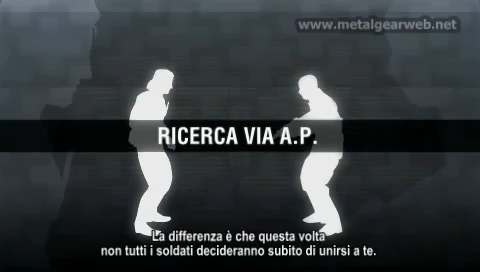 www.metalgearweb.net
RICERCA VIA A.P.
La differenza è che questa volta
non tutti i soldati decideranno subito di unirsi a te.